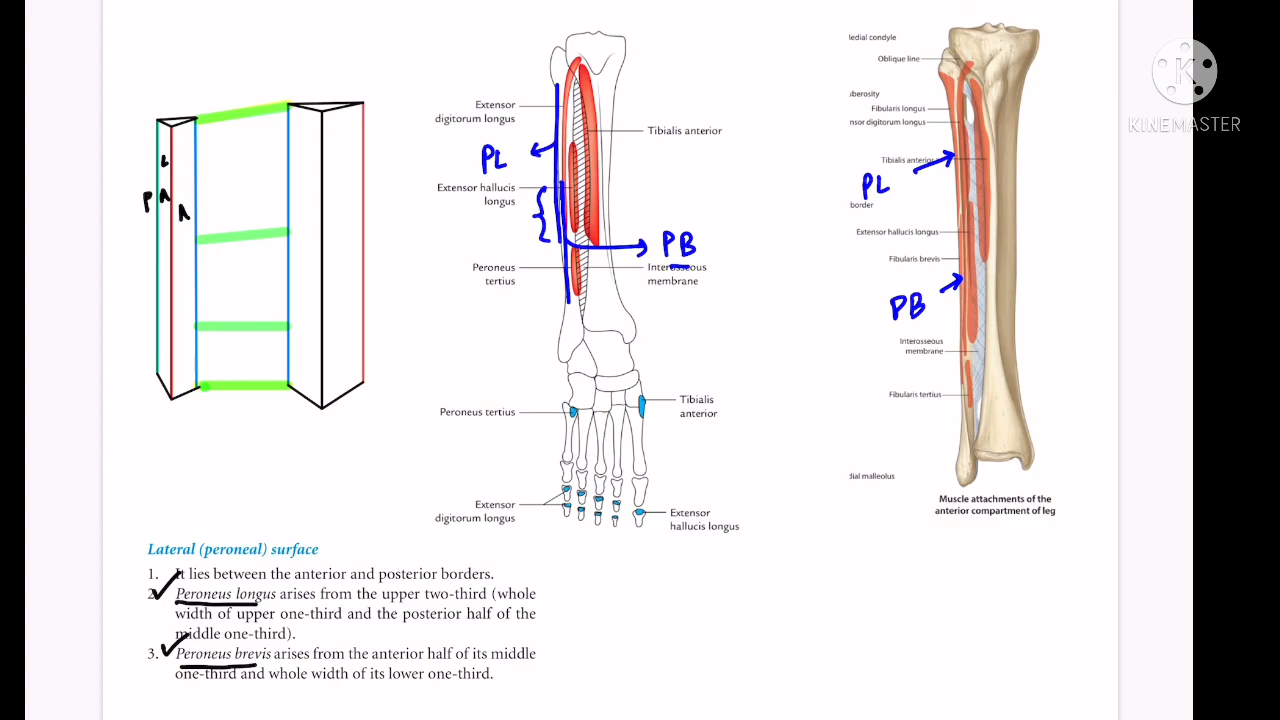 K
KINEMASTER
P
L
A
A
Extensor
digitorum longus
PL
Extensor hallucis
longus
Peroneus
tertius
Tibialis anterior
PB
Interosseous
membrane
Peroneus tertius
Tibialis
anterior
Extensor
digitorum longus
Extensor
hallucis longus
ledial condyle
Oblique line
uberosity
Fibularis longus
nsor digitorum longus
Tibialis anterior
PL
border
Extensor hallucis longus
Fibularis brevis
PB
Interosseous
membrane
Fibularis tertius
dial malleolus
Muscle attachments of the
anterior compartment of leg
Lateral (peroneal) surface
1. It lies between the anterior and posterior borders.
2. Peroneus longus arises from the upper two-third (whole
width of upper one-third and the posterior half of the
middle one-third).
3. Peroneus brevis arises from the anterior half of its middle
one-third and whole width of its lower one-third.